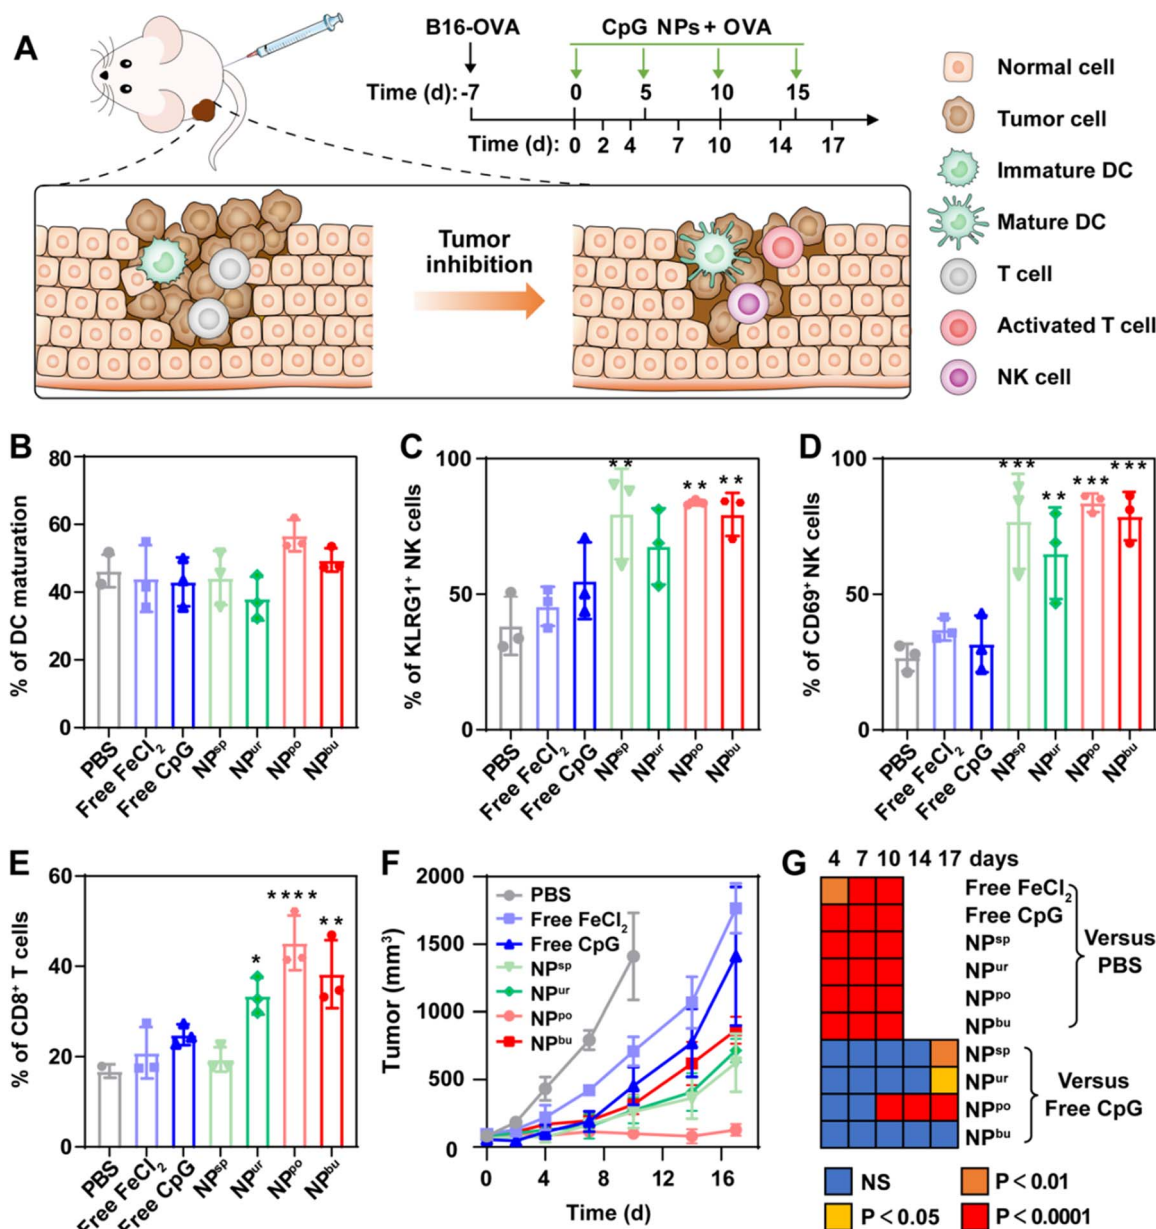 A
B16-OVA
CpG NPs + OVA
Time (d): -7 0 5 10 15
Time (d): 0 2 4 7 10 14 17
Tumor
inhibition
Normal cell
Tumor cell
Immature DC
Mature DC
T cell
Activated T cell
NK cell
B
% of DC maturation
80
60
40
20
0
PBS
Free FeCl₂
Free CpG
NPˢᵖ
NPᵘʳ
NPᵖᵒ
NPᵇᵘ
C
% of KLRG1⁺ NK cells
100
50
0
** ** **
PBS
Free FeCl₂
Free CpG
NPˢᵖ
NPᵘʳ
NPᵖᵒ
NPᵇᵘ
D
% of CD69⁺ NK cells
100
50
0
*** ** *** ***
PBS
Free FeCl₂
Free CpG
NPˢᵖ
NPᵘʳ
NPᵖᵒ
NPᵇᵘ
E
% of CD8⁺ T cells
60
40
20
0
* **** **
PBS
Free FeCl₂
Free CpG
NPˢᵖ
NPᵘʳ
NPᵖᵒ
NPᵇᵘ
F
Tumor (mm³)
2000
1500
1000
500
0
PBS
Free FeCl₂
Free CpG
NPˢᵖ
NPᵘʳ
NPᵖᵒ
NPᵇᵘ
0 4 8 12 16
Time (d)
G
4 7 10 14 17 days
Free FeCl₂
Free CpG
NPˢᵖ
NPᵘʳ
NPᵖᵒ
NPᵇᵘ
Versus
PBS
NPˢᵖ
NPᵘʳ
NPᵖᵒ
NPᵇᵘ
Versus
Free CpG
NS
P < 0.01
P < 0.05
P < 0.0001